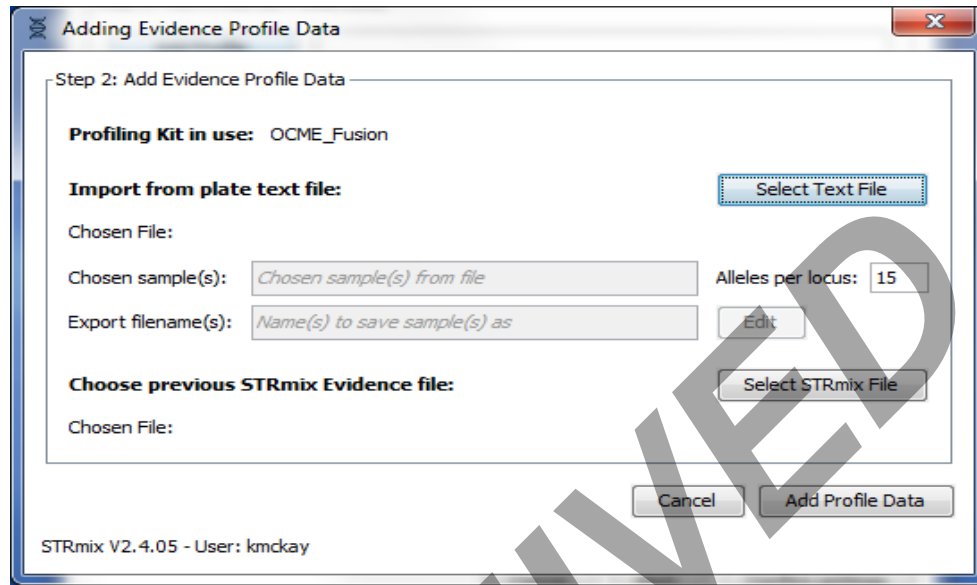 Adding Evidence Profile Data
x
Step 2: Add Evidence Profile Data
Profiling Kit in use: OCME_Fusion
Import from plate text file: Select Text File
Chosen File:
Chosen sample(s): Chosen sample(s) from file Alleles per locus: 15
Export filename(s): Name(s) to save sample(s) as Edit
Choose previous STRmix Evidence file: Select STRmix File
Chosen File:
Cancel Add Profile Data
STRmix V2.4.05 - User: kmckay
IVED